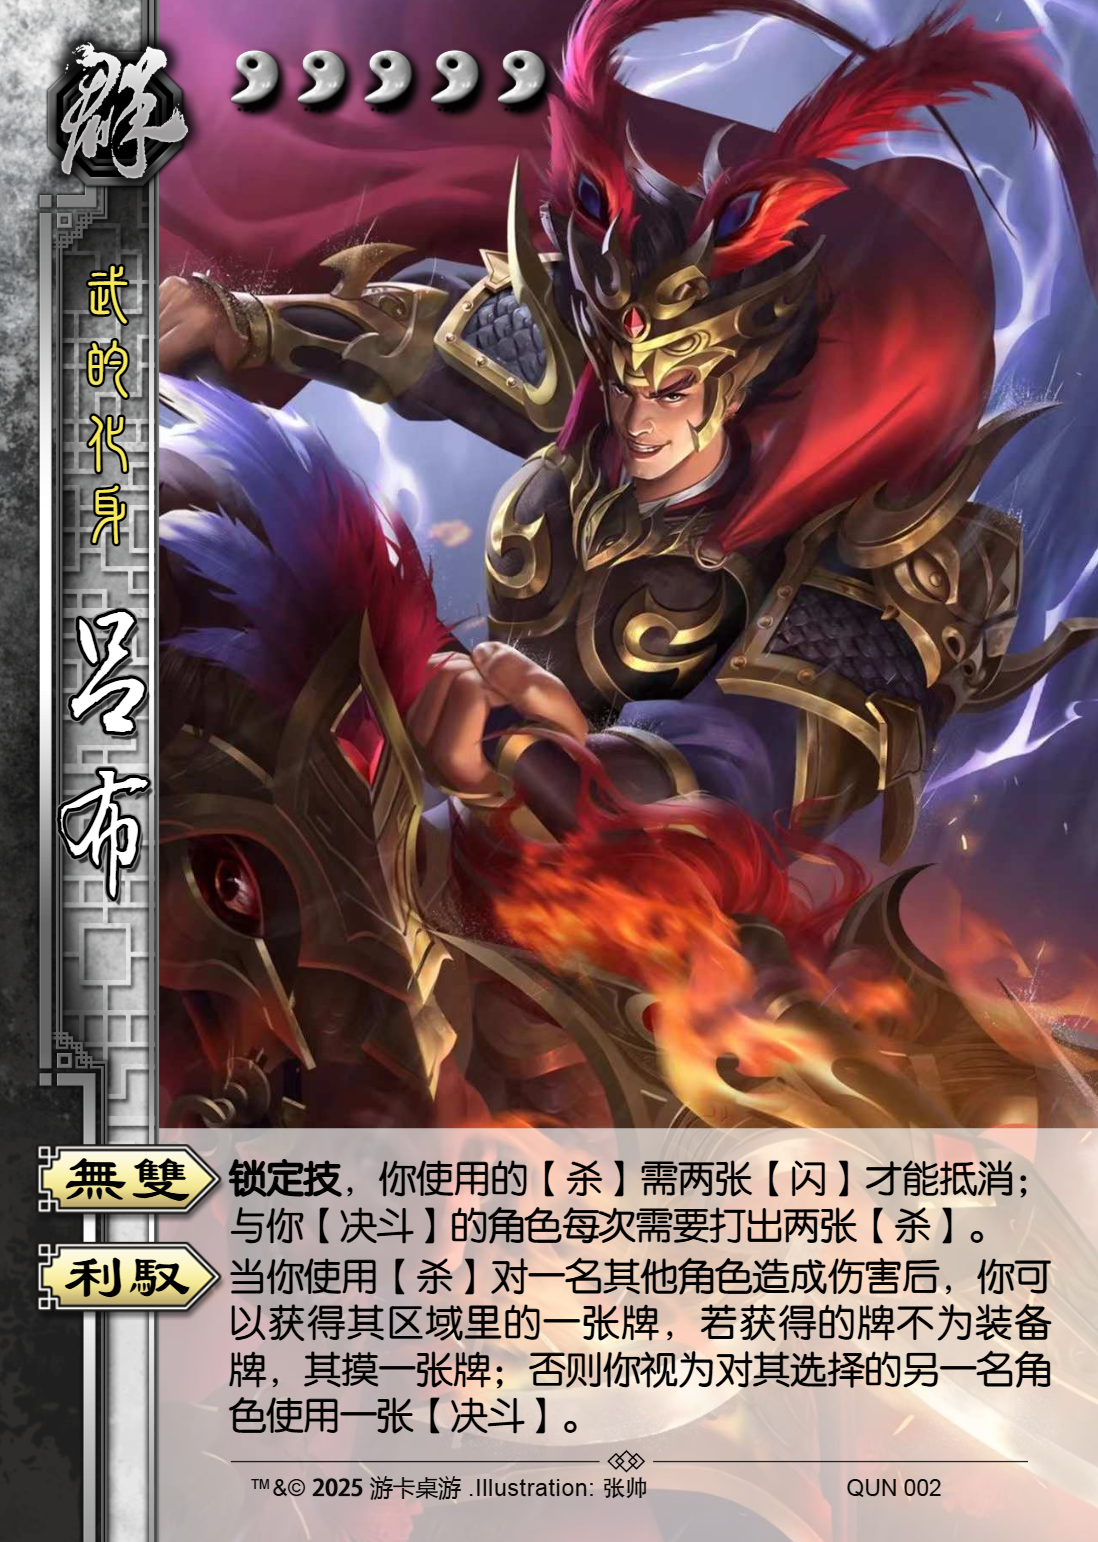 群
武的化身
呂布
無雙
锁定技，你使用的【杀】需两张【闪】才能抵消；
与你【决斗】的角色每次需要打出两张【杀】。
利馭
当你使用【杀】对一名其他角色造成伤害后，你可
以获得其区域里的一张牌，若获得的牌不为装备
牌，其摸一张牌；否则你视为对其选择的另一名角
色使用一张【决斗】。
™&© 2025 游卡桌游 .Illustration: 张帅
QUN 002